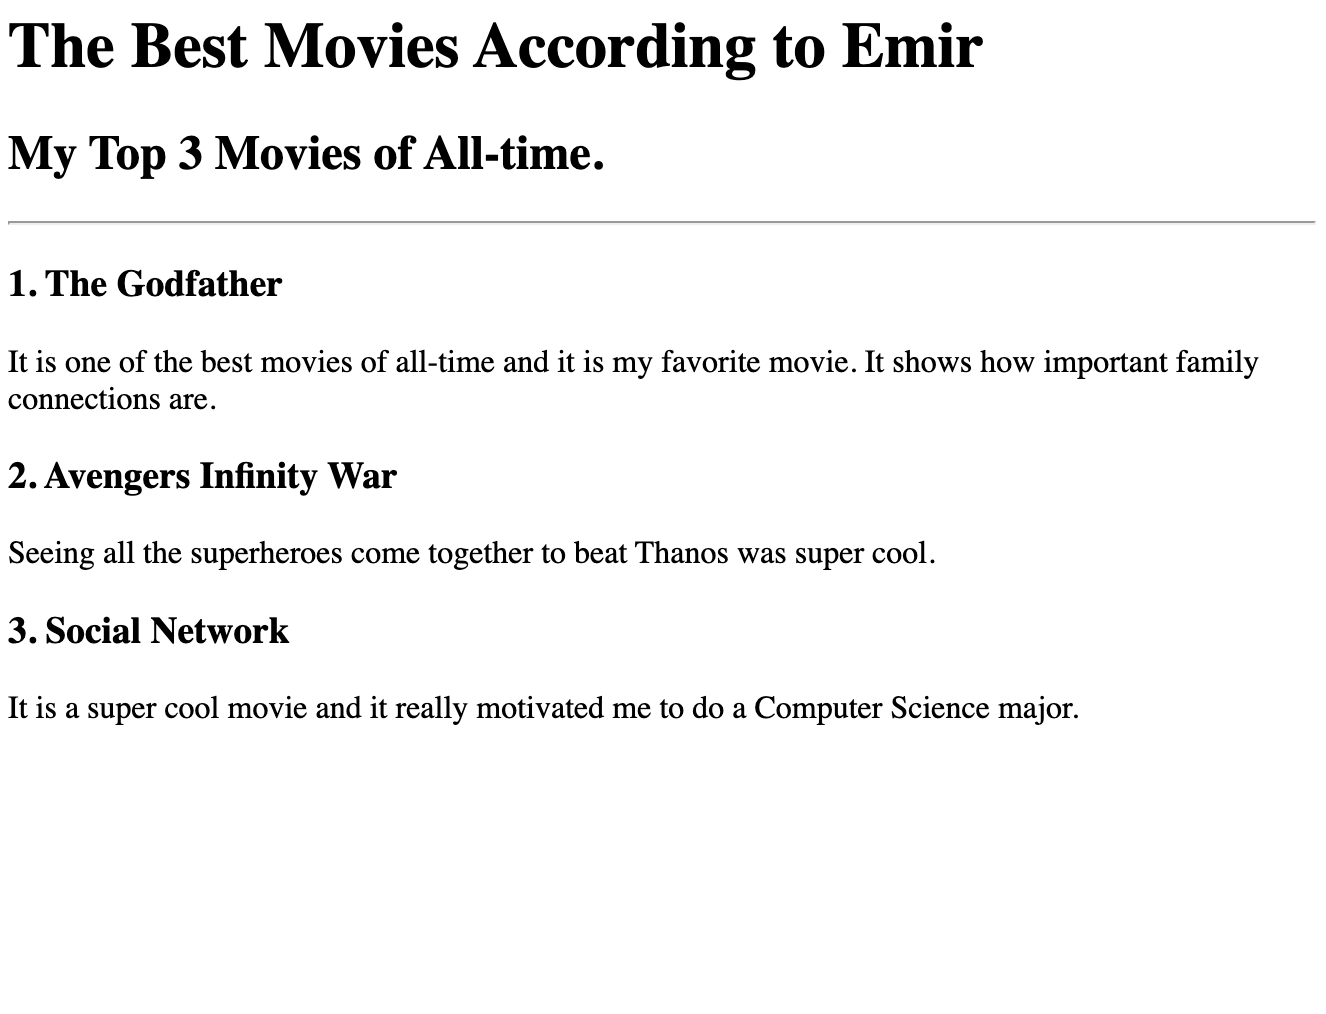 The Best Movies According to Emir
My Top 3 Movies of All-time.
1. The Godfather
It is one of the best movies of all-time and it is my favorite movie. It shows how important family
connections are.
2. Avengers Infinity War
Seeing all the superheroes come together to beat Thanos was super cool.
3. Social Network
It is a super cool movie and it really motivated me to do a Computer Science major.